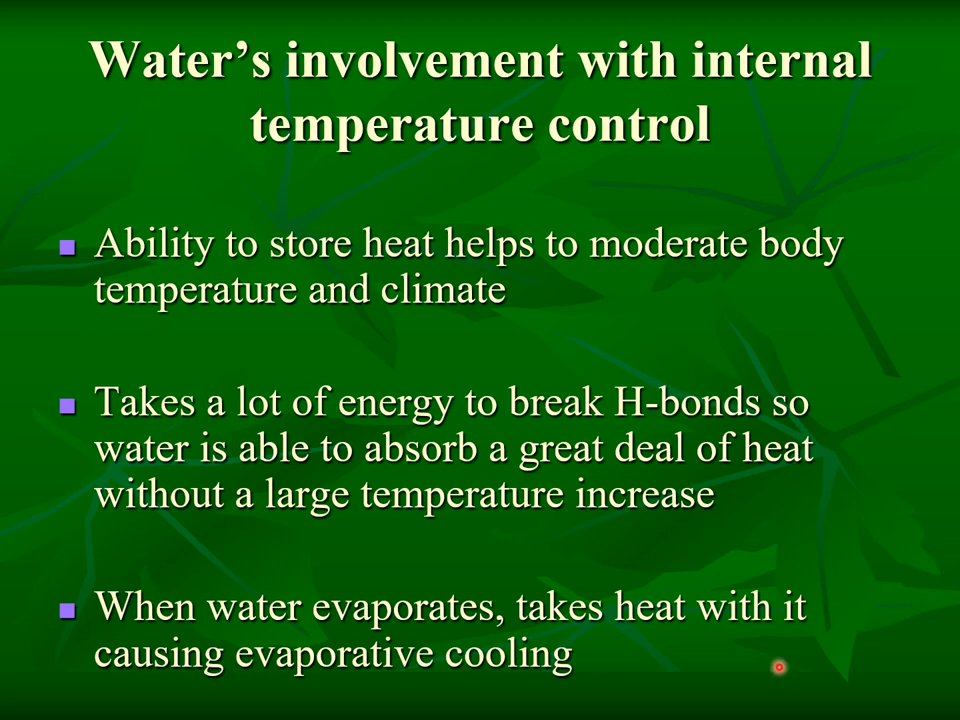 Water’s involvement with internal
temperature control
Ability to store heat helps to moderate body
temperature and climate
Takes a lot of energy to break H-bonds so
water is able to absorb a great deal of heat
without a large temperature increase
When water evaporates, takes heat with it
causing evaporative cooling